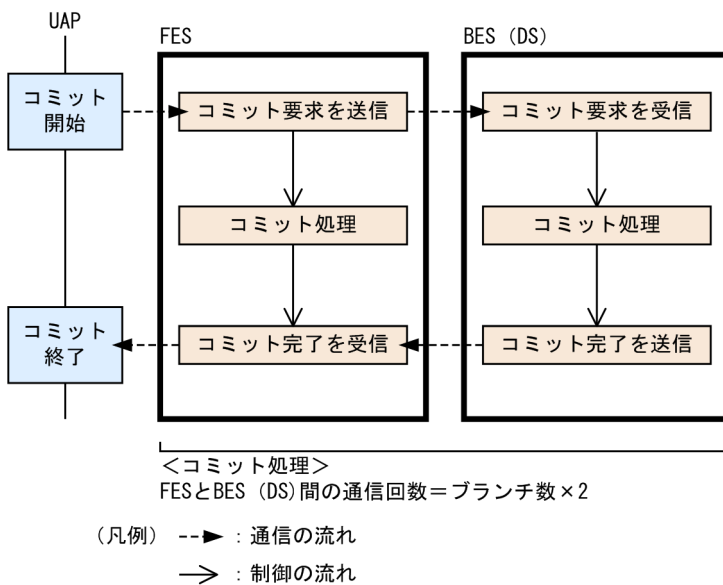 UAP
FES
BES (DS)
コミット
開始
コミット要求を送信
コミット要求を受信
コミット処理
コミット処理
コミット
終了
コミット完了を受信
コミット完了を送信
＜コミット処理＞
FESとBES (DS)間の通信回数＝ブランチ数×2
(凡例)
：通信の流れ
：制御の流れ